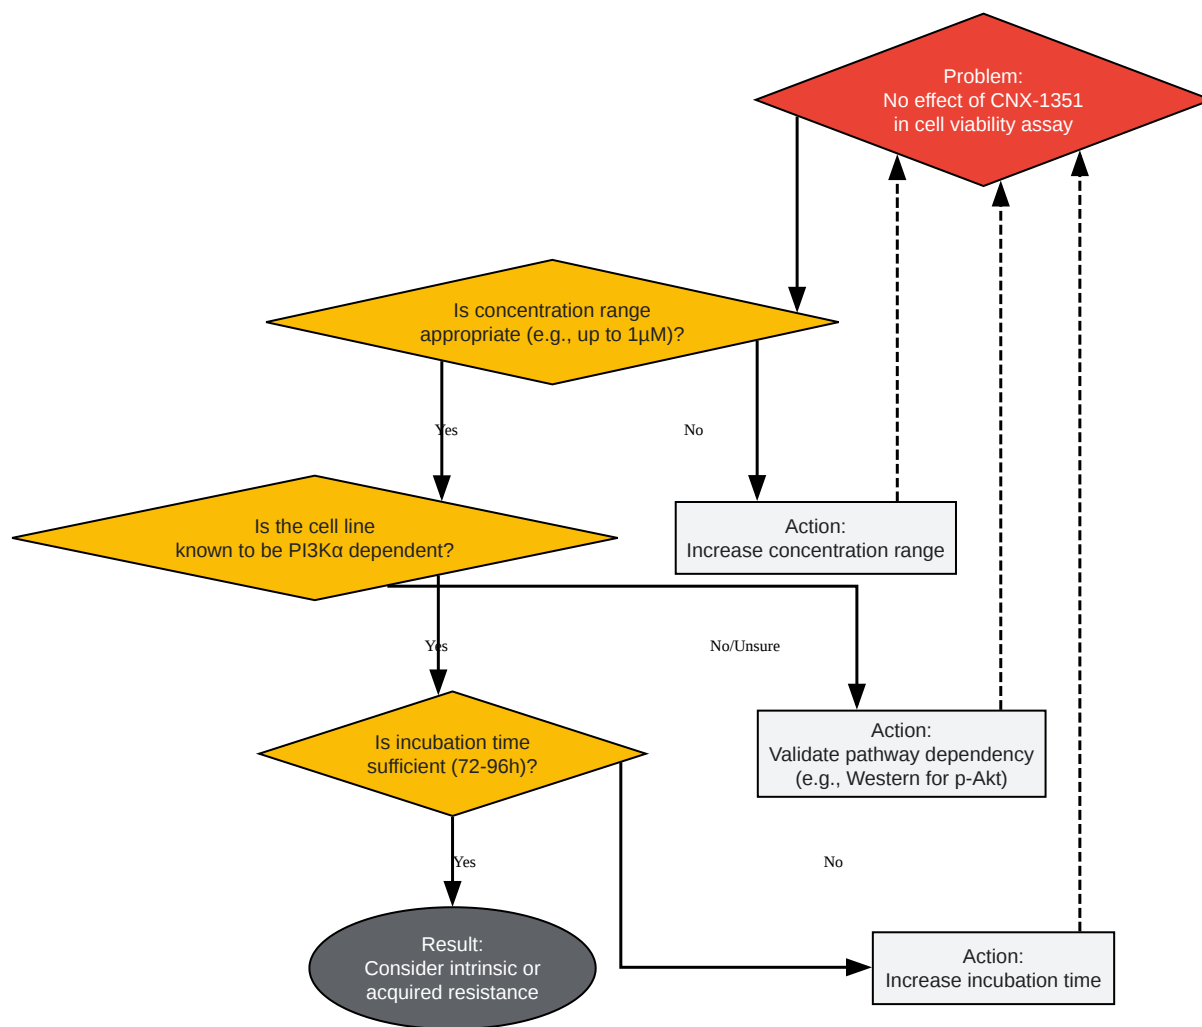 Problem:
No effect of CNX-1351
in cell viability assay
Is concentration range
appropriate (e.g., up to 1µM)?
Yes
No
Is the cell line
known to be PI3Kα dependent?
Action:
Increase concentration range
Yes
No/Unsure
Is incubation time
sufficient (72-96h)?
Action:
Validate pathway dependency
(e.g., Western for p-Akt)
Yes
No
Result:
Consider intrinsic or
acquired resistance
Action:
Increase incubation time